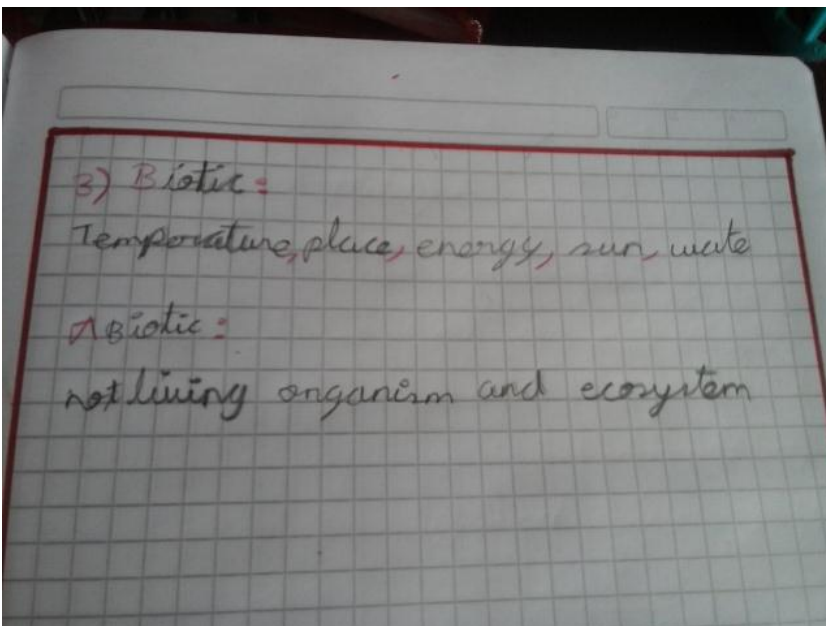 3) Biotic:
Temperature, place, energy, sun, wate
ABiotic:
not living organism and ecosystem